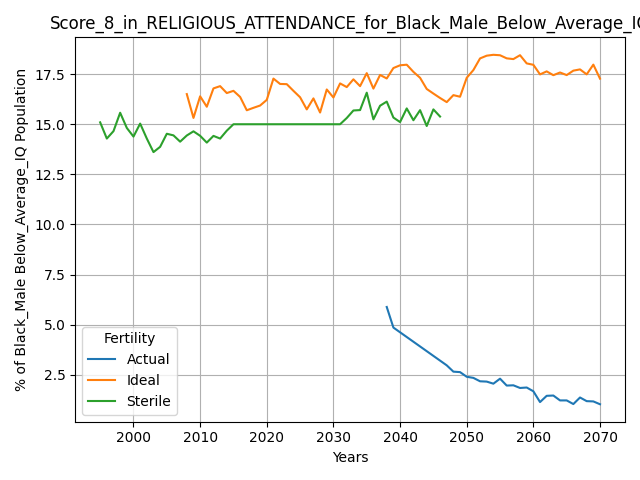 Score_8_in_RELIGIOUS_ATTENDANCE_for_Black_Male_Below_Average_IQ
% of Black_Male Below_Average_IQ Population
17.5
15.0
12.5
10.0
7.5
5.0
2.5
Fertility
Actual
Ideal
Sterile
2000 2010 2020 2030 2040 2050 2060 2070
Years